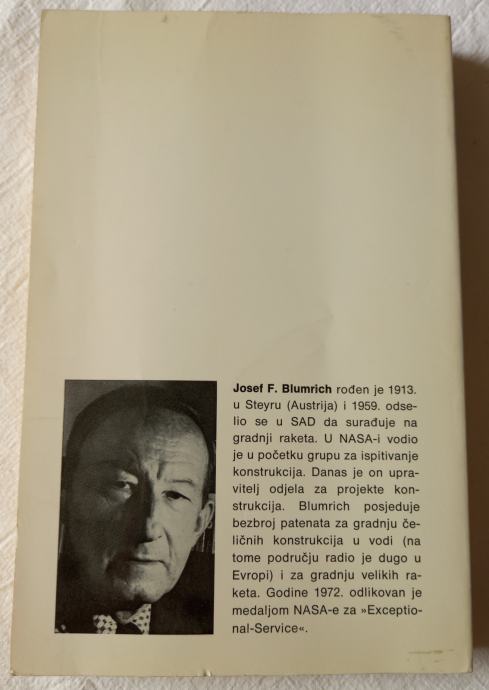 Josef F. Blumrich rođen je 1913.
u Steyru (Austrija) i 1959. odse-
lio se u SAD da surađuje na
gradnji raketa. U NASA-i vodio
je u početku grupu za ispitivanje
konstrukcija. Danas je on upra-
vitelj odjela za projekte kon-
strukcija. Blumrich posjeduje
bezbroj patenata za gradnju če-
ličnih konstrukcija u vodi (na
tome području radio je dugo u
Evropi) i za gradnju velikih ra-
keta. Godine 1972. odlikovan je
medaljom NASA-e za »Exceptio-
nal-Service«.